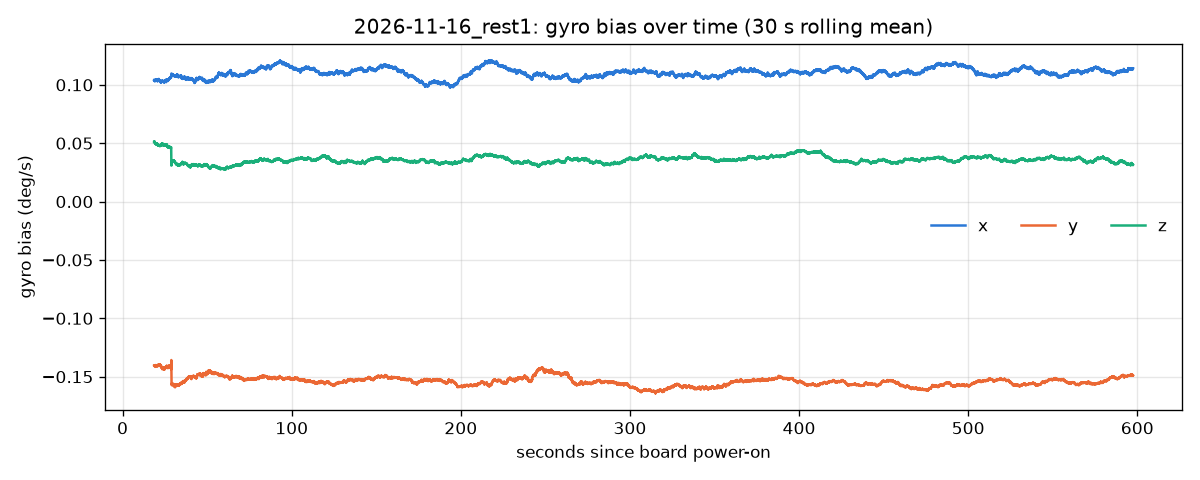 2026-11-16_rest1: gyro bias over time (30 s rolling mean)
gyro bias (deg/s)
0.10
0.05
0.00
−0.05
−0.10
−0.15
x y z
0 100 200 300 400 500 600
seconds since board power-on